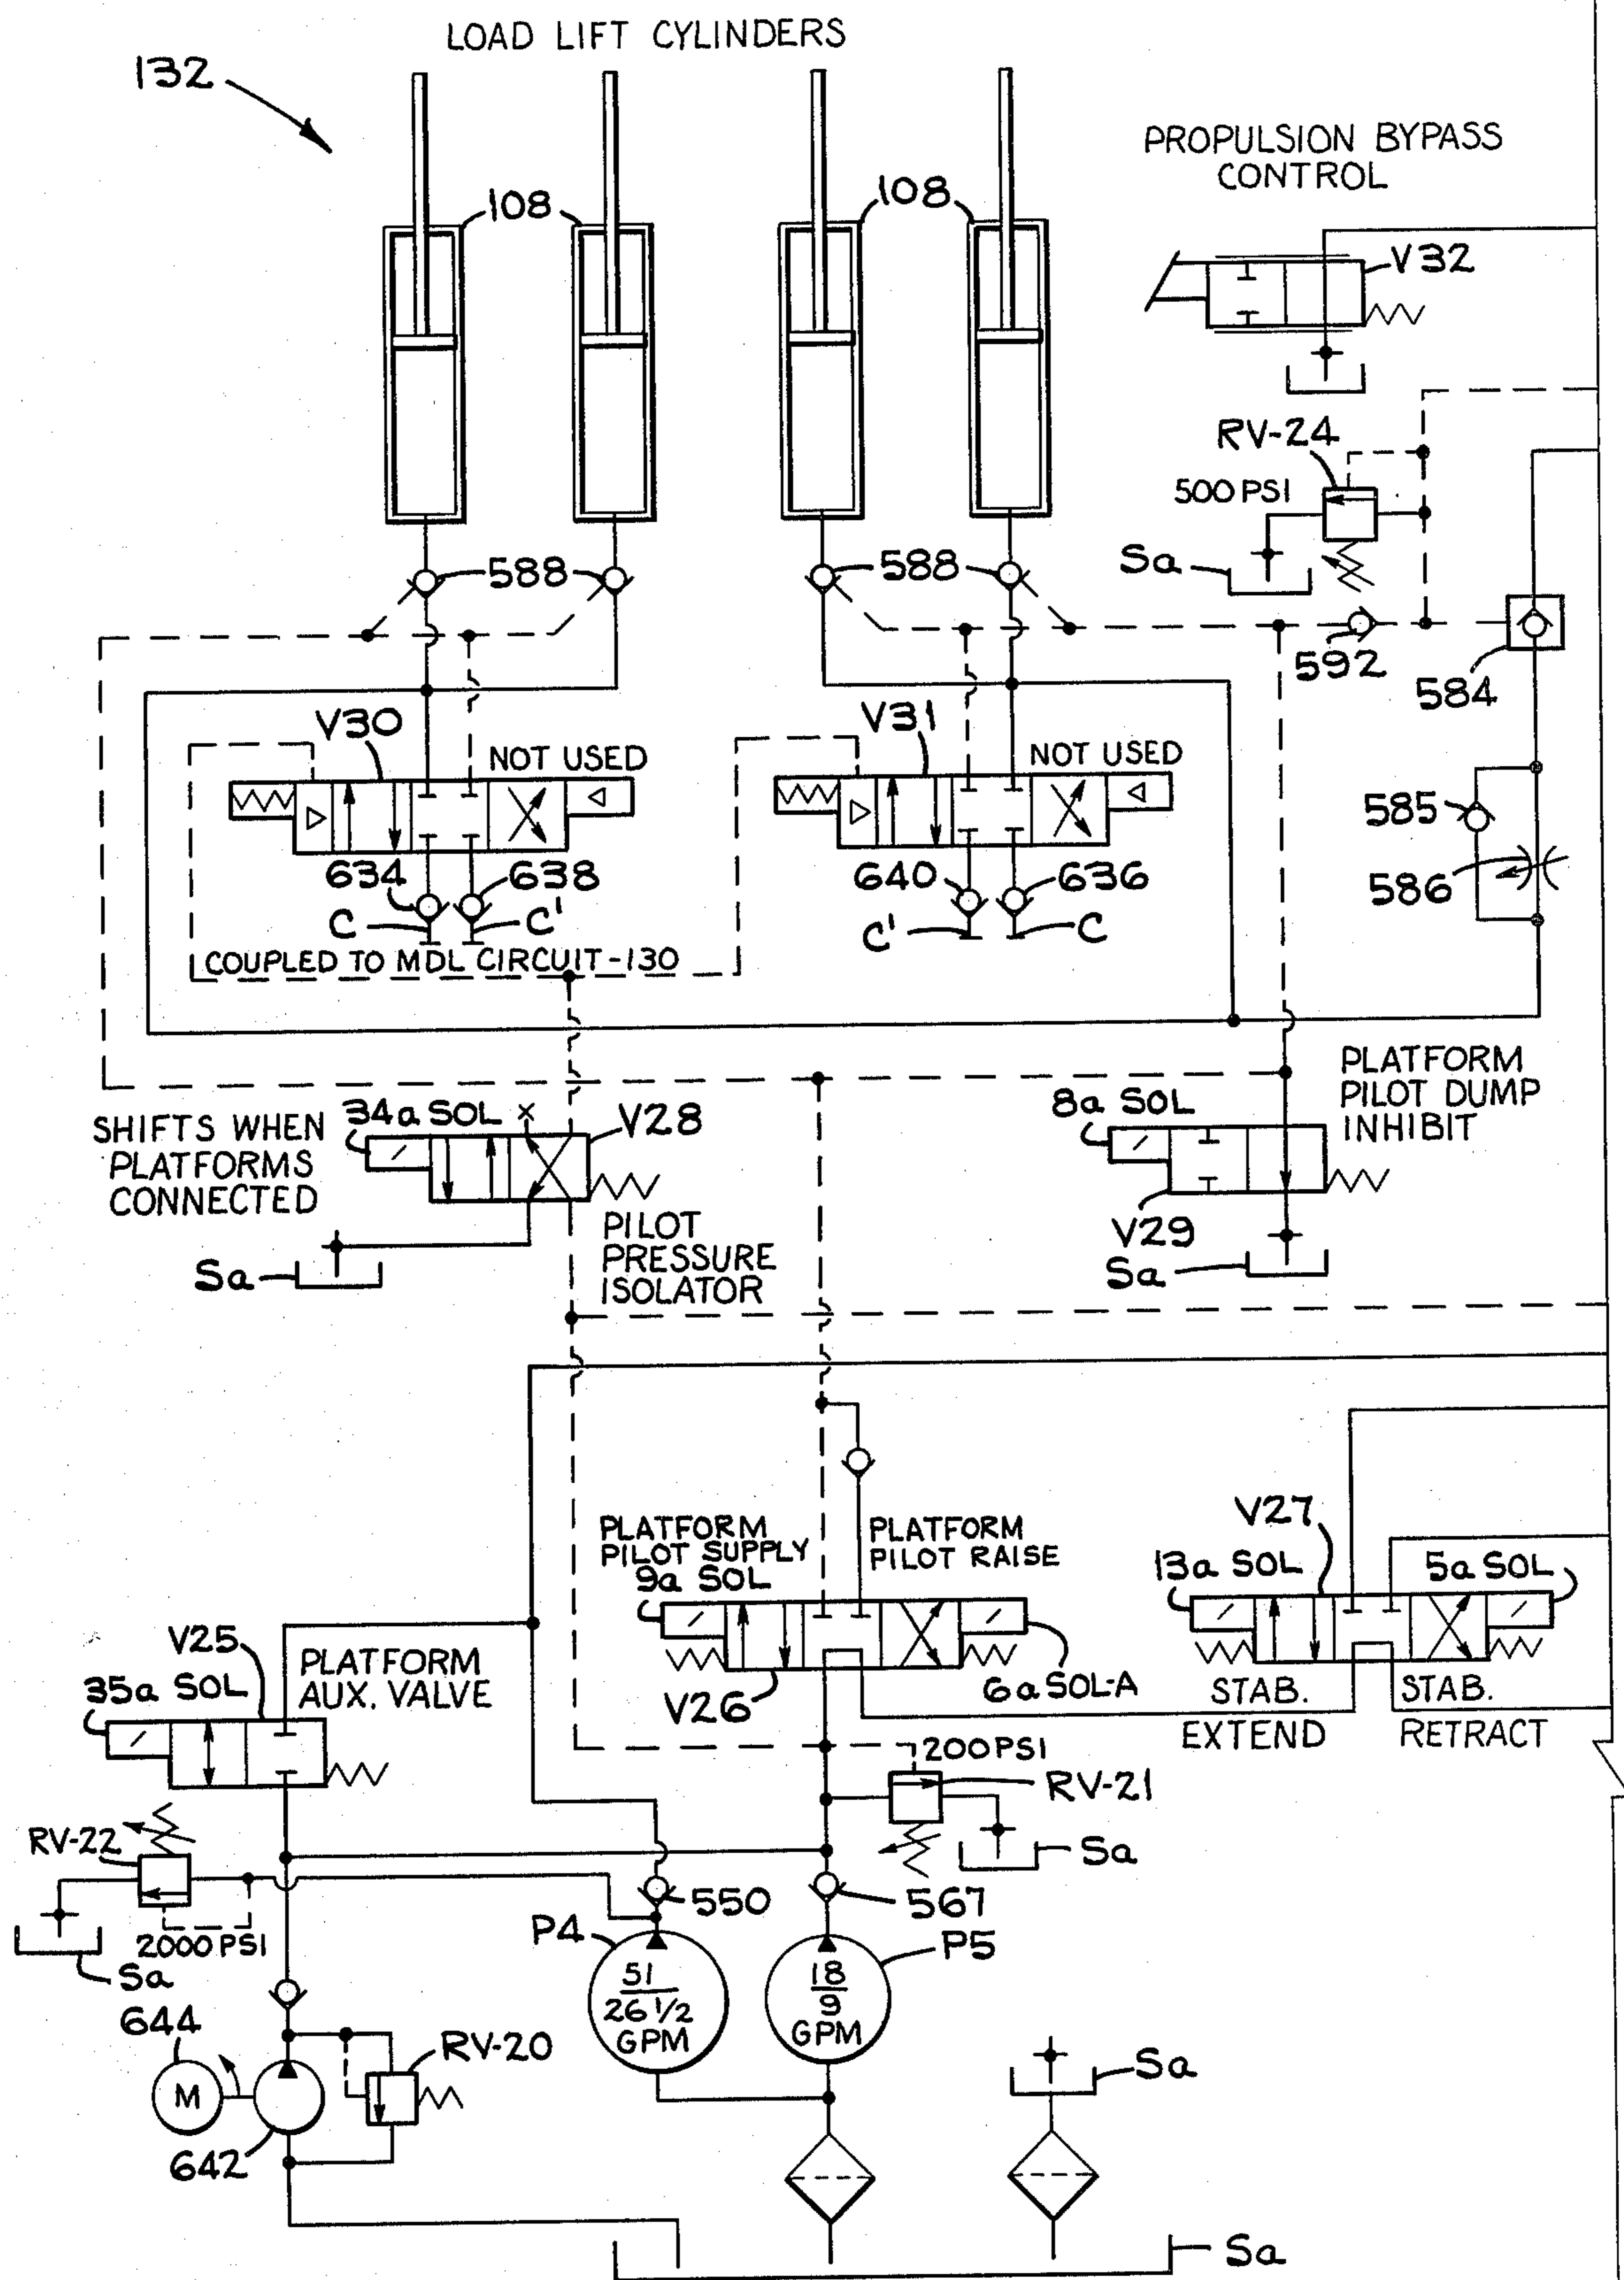 LOAD LIFT CYLINDERS
132
PROPULSION BYPASS
CONTROL
108
108
V32
RV-24
500 PSI
Sa
588
588
592
584
V30
NOT USED
V31
NOT USED
585
586
634
638
640
636
C
C'
C'
C
COUPLED TO MDL CIRCUIT-130
SHIFTS WHEN
PLATFORMS
CONNECTED
34a SOL
x
V28
8a SOL
PLATFORM
PILOT DUMP
INHIBIT
PILOT
PRESSURE
ISOLATOR
Sa
V29
Sa
PLATFORM
PILOT SUPPLY
9a SOL
PLATFORM
PILOT RAISE
V27
13a SOL
5a SOL
V25
35a SOL
PLATFORM
AUX. VALVE
V26
6a SOL-A
STAB.
EXTEND
STAB.
RETRACT
200 PSI
RV-21
Sa
RV-22
2000 PSI
Sa
550
567
P4
P5
51
26 1/2
GPM
18
9
GPM
644
M
RV-20
642
Sa
Sa